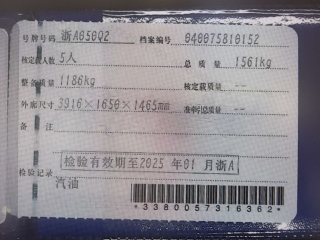 号牌号码 浙A050Q2 档案编号 040075810152
核定载人数 5人 总质量 1561kg
整备质量 1186kg 核定载质量 --
外廓尺寸 3916×1650×1465mm 准牵引总质量 --
备注
检验有效期至2025年01月浙A
检验记录
汽油
*3380057316362*